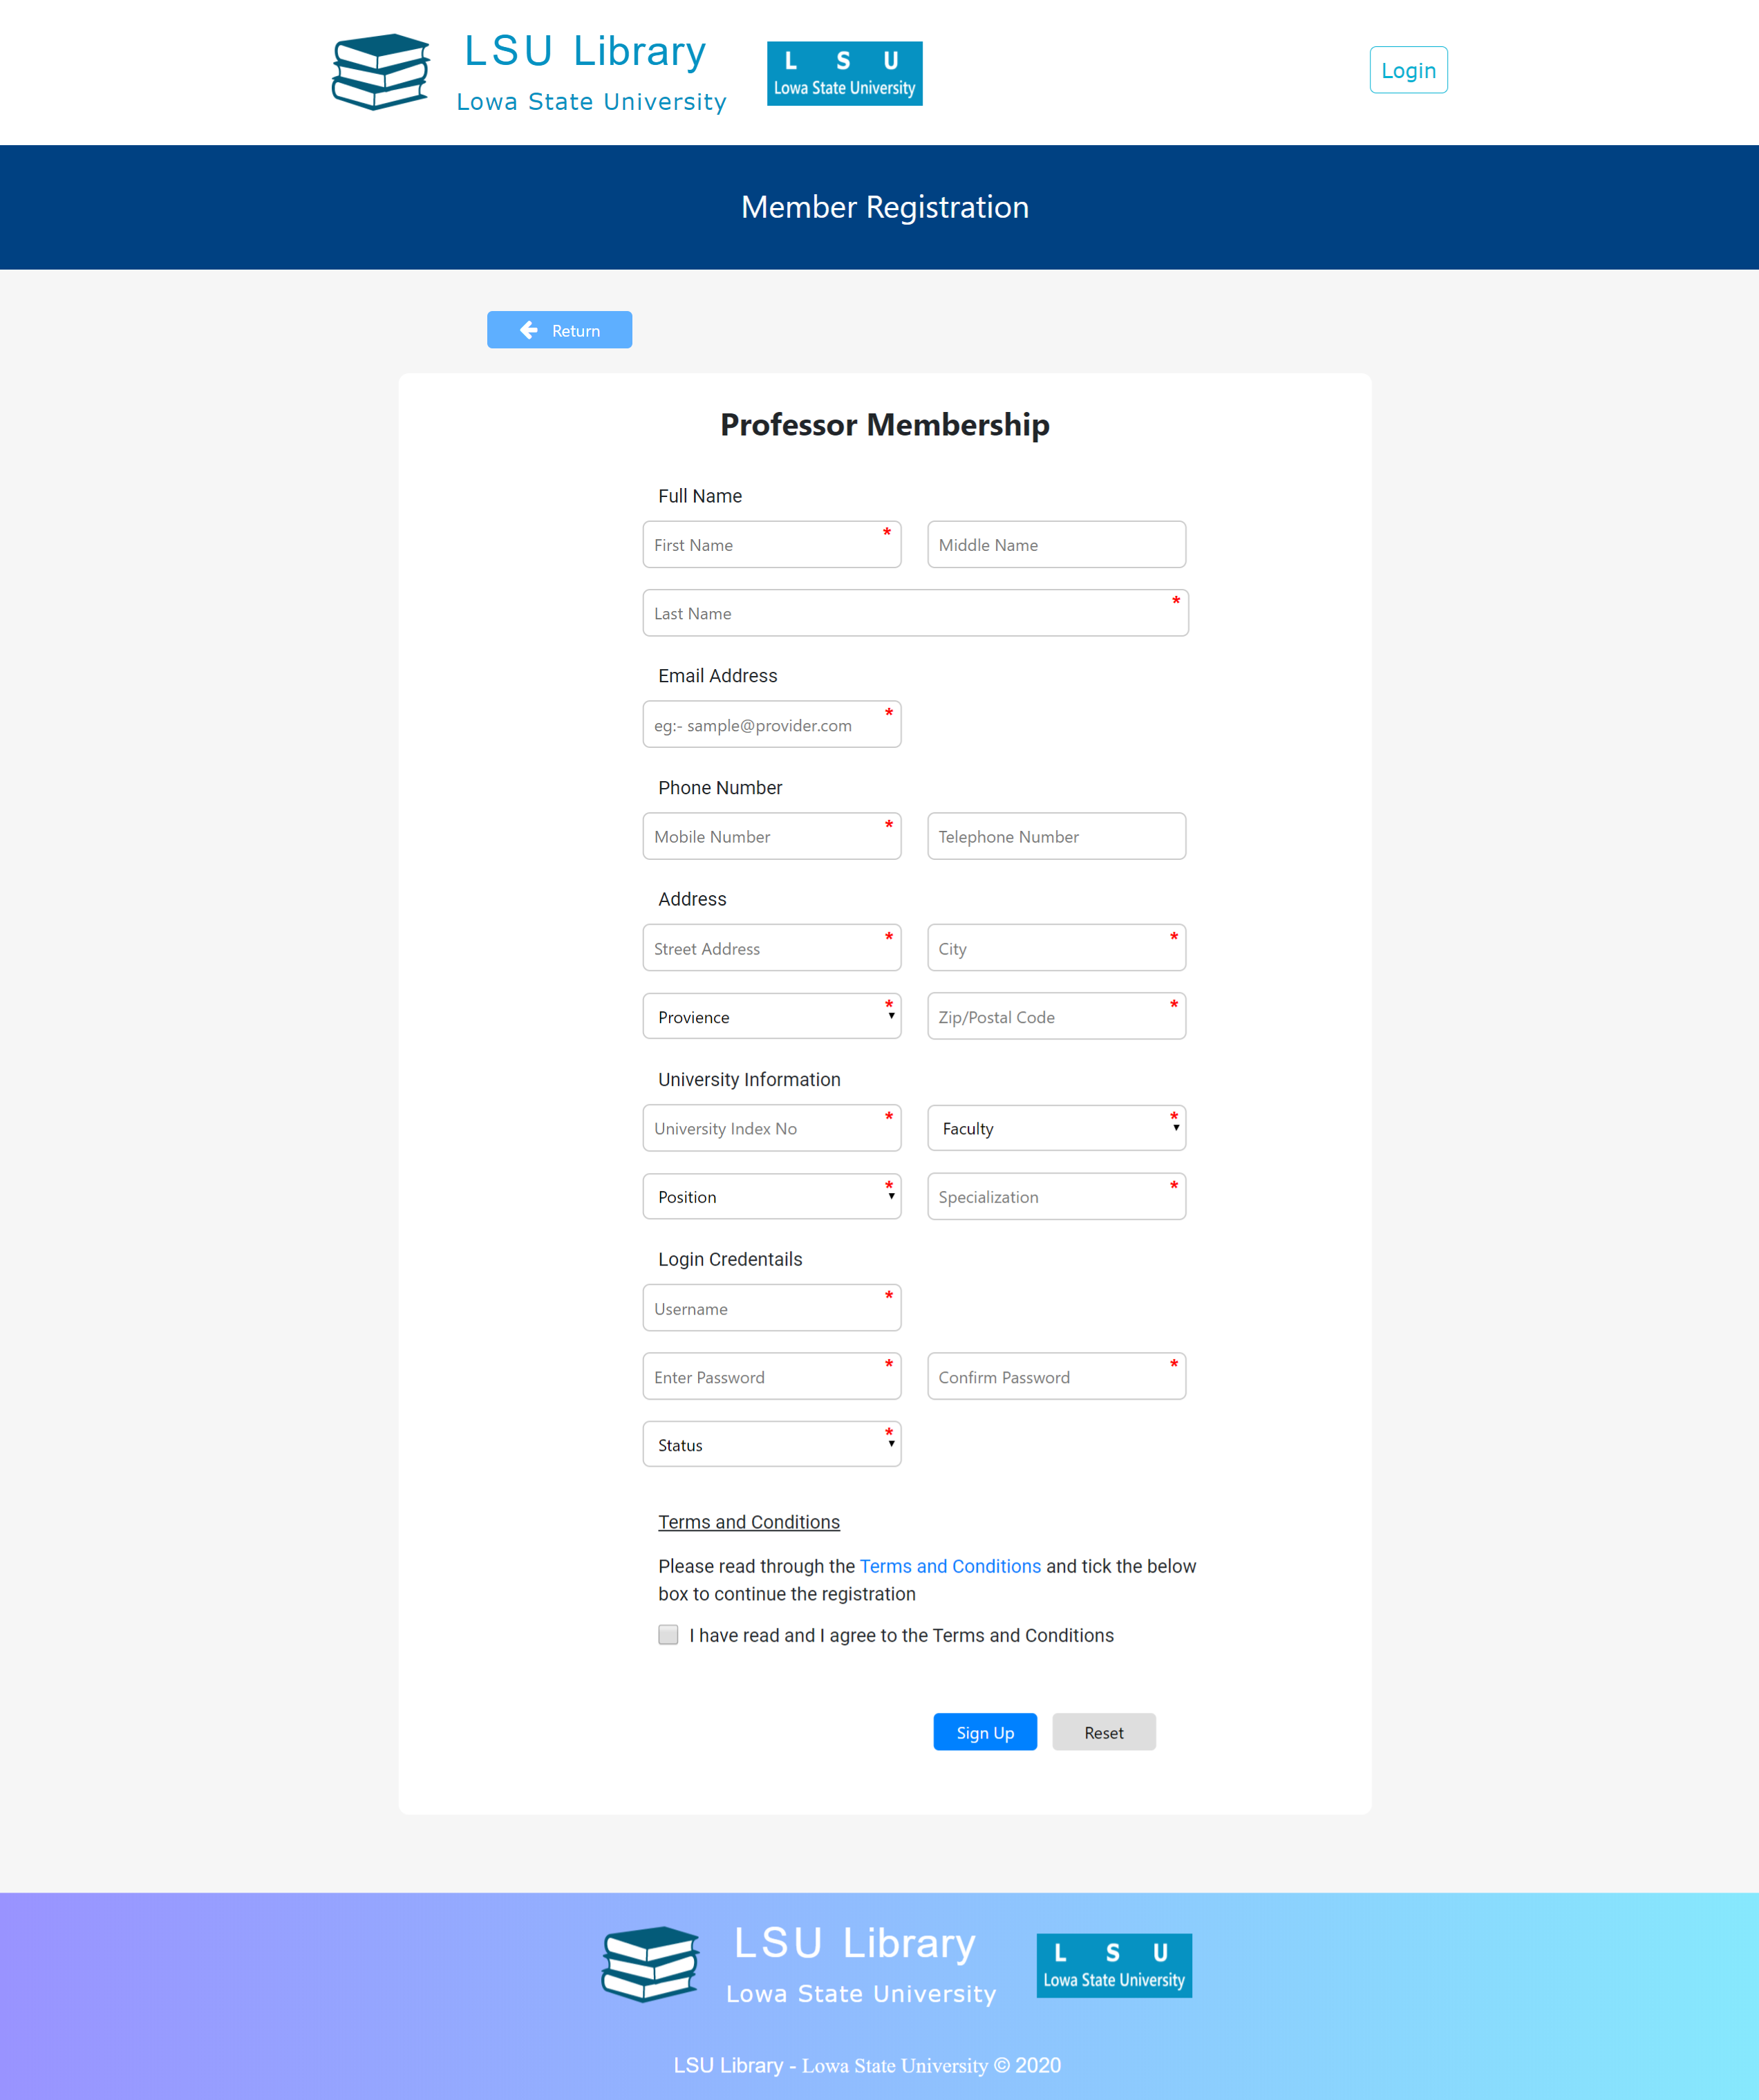 LSU Library
Lowa State University
L S U
Lowa State University
Login
Member Registration
Return
Professor Membership
Full Name
First Name *
Middle Name
Last Name *
Email Address
eg:- sample@provider.com *
Phone Number
Mobile Number *
Telephone Number
Address
Street Address *
City *
Provience *
Zip/Postal Code *
University Information
University Index No *
Faculty *
Position *
Specialization *
Login Credentails
Username *
Enter Password *
Confirm Password *
Status *
Terms and Conditions
Please read through the Terms and Conditions and tick the below
box to continue the registration
I have read and I agree to the Terms and Conditions
Sign Up
Reset
LSU Library
Lowa State University
L S U
Lowa State University
LSU Library - Lowa State University © 2020